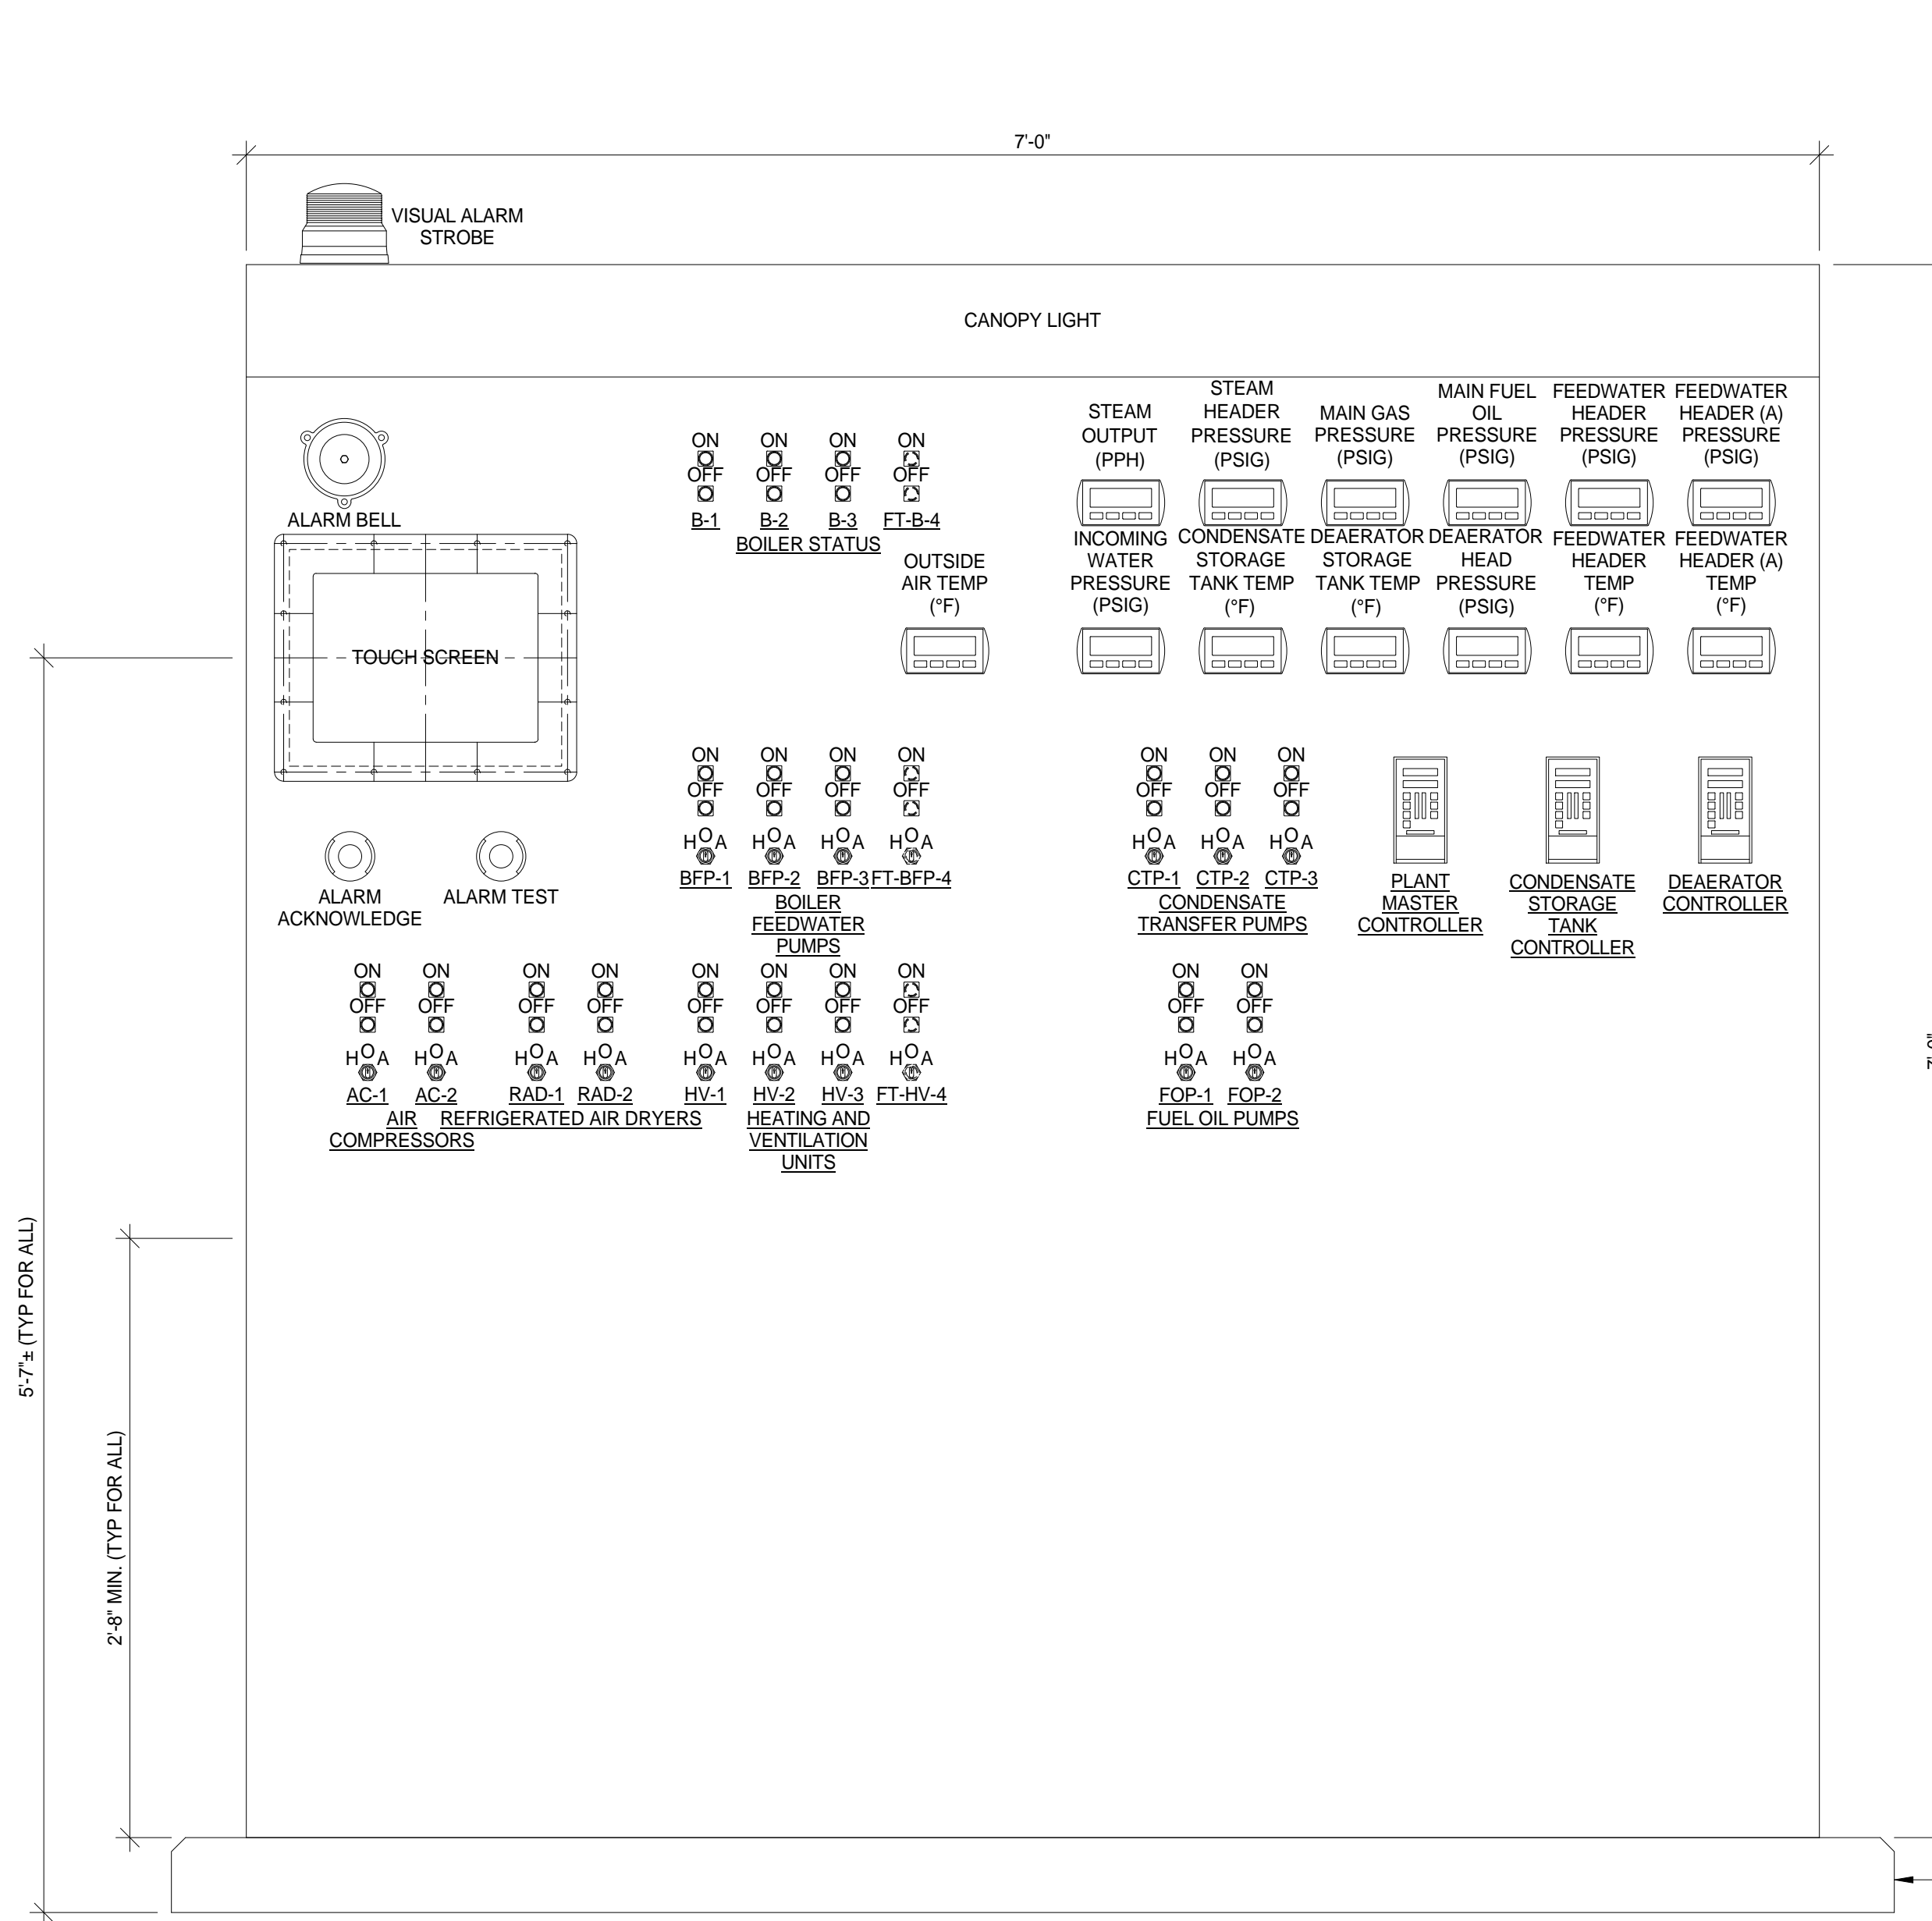 7'-0"
VISUAL ALARM
STROBE
CANOPY LIGHT
ALARM BELL
TOUCH SCREEN
ALARM
ACKNOWLEDGE
ALARM TEST
ON ON ON ON
OFF OFF OFF OFF
B-1 B-2 B-3 FT-B-4
BOILER STATUS
OUTSIDE
AIR TEMP
(°F)
STEAM
OUTPUT
(PPH)
STEAM
HEADER
PRESSURE
(PSIG)
MAIN GAS
PRESSURE
(PSIG)
MAIN FUEL
OIL
PRESSURE
(PSIG)
FEEDWATER
HEADER
PRESSURE
(PSIG)
FEEDWATER
HEADER (A)
PRESSURE
(PSIG)
INCOMING
WATER
PRESSURE
(PSIG)
CONDENSATE
STORAGE
TANK TEMP
(°F)
DEAERATOR
STORAGE
TANK TEMP
(°F)
DEAERATOR
HEAD
PRESSURE
(PSIG)
FEEDWATER
HEADER
TEMP
(°F)
FEEDWATER
HEADER (A)
TEMP
(°F)
ON ON ON ON
OFF OFF OFF OFF
H O A H O A H O A H O A
BFP-1 BFP-2 BFP-3 FT-BFP-4
BOILER
FEEDWATER
PUMPS
ON ON ON
OFF OFF OFF
H O A H O A H O A
CTP-1 CTP-2 CTP-3
CONDENSATE
TRANSFER PUMPS
PLANT
MASTER
CONTROLLER
CONDENSATE
STORAGE
TANK
CONTROLLER
DEAERATOR
CONTROLLER
ON ON
OFF OFF
H O A H O A
AC-1 AC-2
AIR
COMPRESSORS
ON ON
OFF OFF
H O A H O A
RAD-1 RAD-2
REFRIGERATED AIR DRYERS
ON ON ON ON
OFF OFF OFF OFF
H O A H O A H O A H O A
HV-1 HV-2 HV-3 FT-HV-4
HEATING AND
VENTILATION
UNITS
ON ON
OFF OFF
H O A H O A
FOP-1 FOP-2
FUEL OIL PUMPS
5'-7"± (TYP FOR ALL)
2'-8" MIN. (TYP FOR ALL)